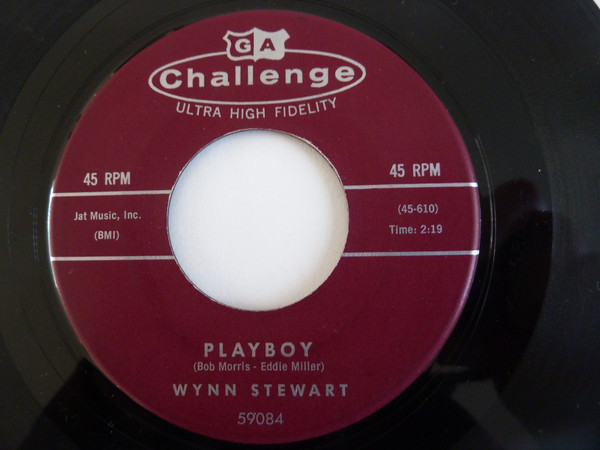 GA
Challenge
ULTRA HIGH FIDELITY
45 RPM
45 RPM
Jat Music, Inc.
(BMI)
(45-610)
Time: 2:19
PLAYBOY
(Bob Morris - Eddie Miller)
WYNN STEWART
59084